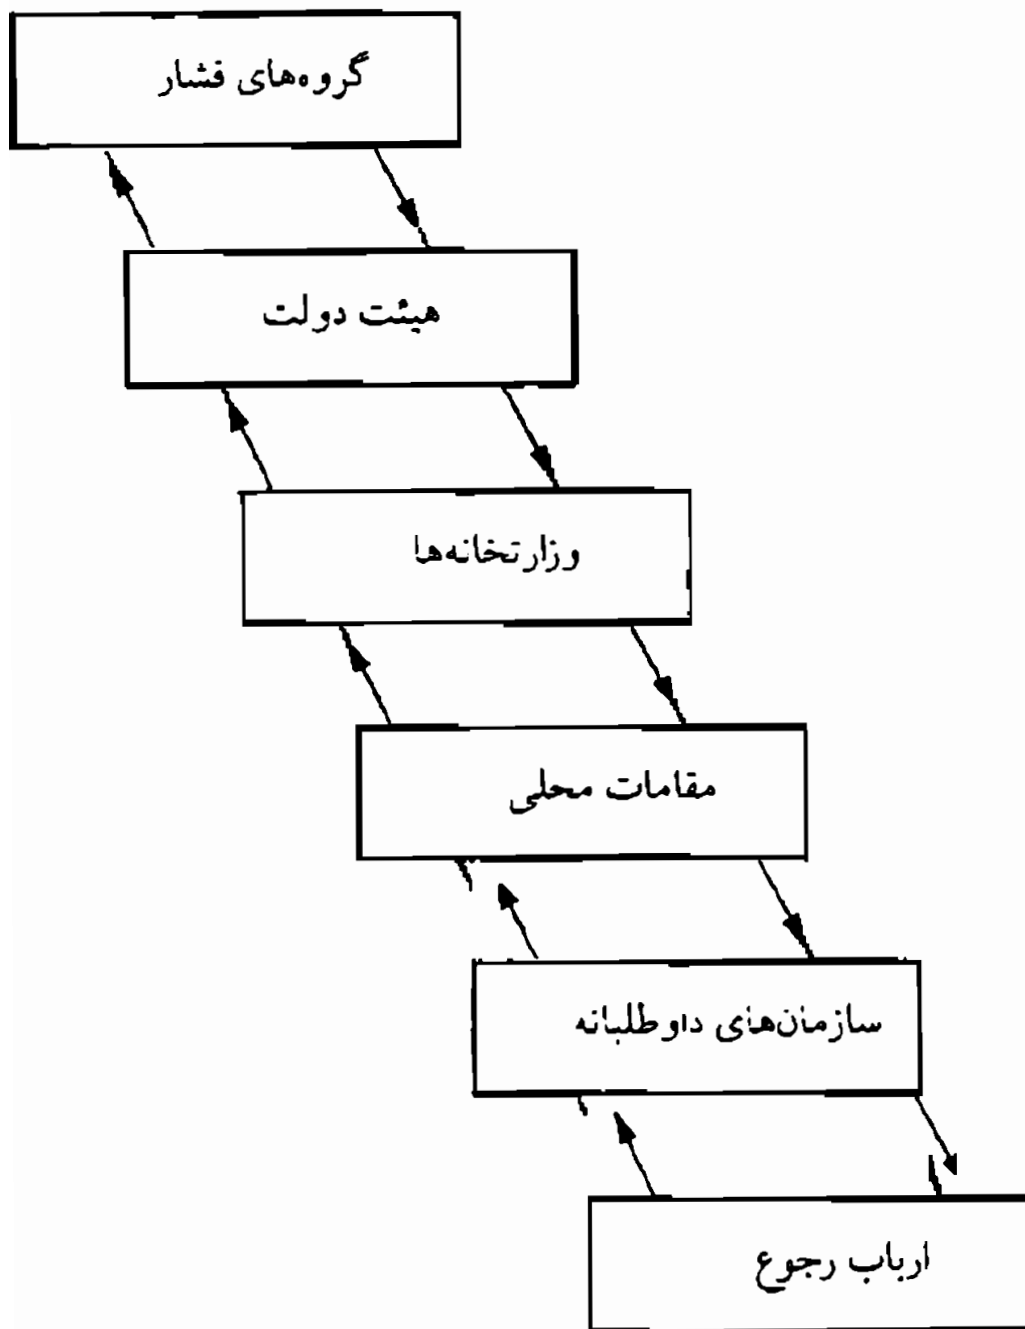 گروه‌های فشار
هیئت دولت
وزارتخانه‌ها
مقامات محلی
سازمان‌های داوطلبانه
ارباب رجوع